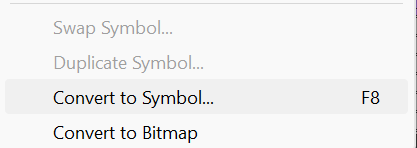 Swap Symbol...
Duplicate Symbol...
Convert to Symbol... F8
Convert to Bitmap